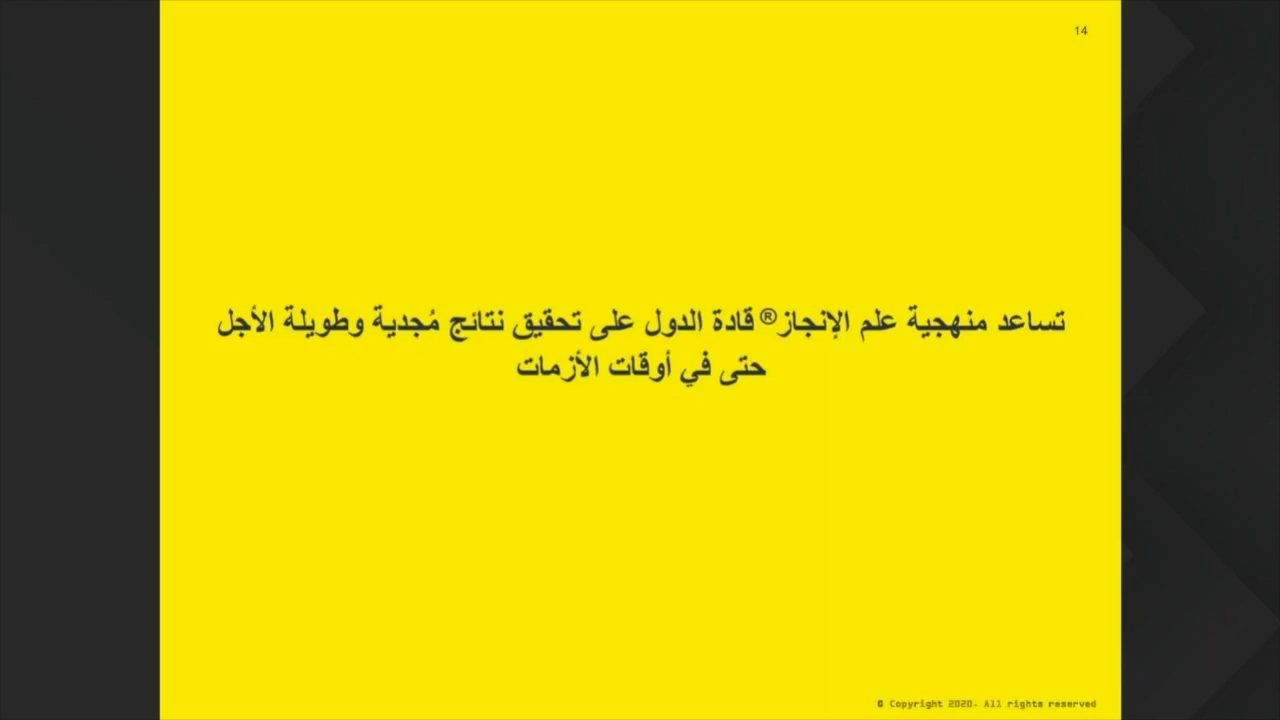 14
تساعد منهجية علم الإنجاز® قادة الدول على تحقيق نتائج مُجدية وطويلة الأجل
حتى في أوقات الأزمات
© Copyright 2020. All rights reserved